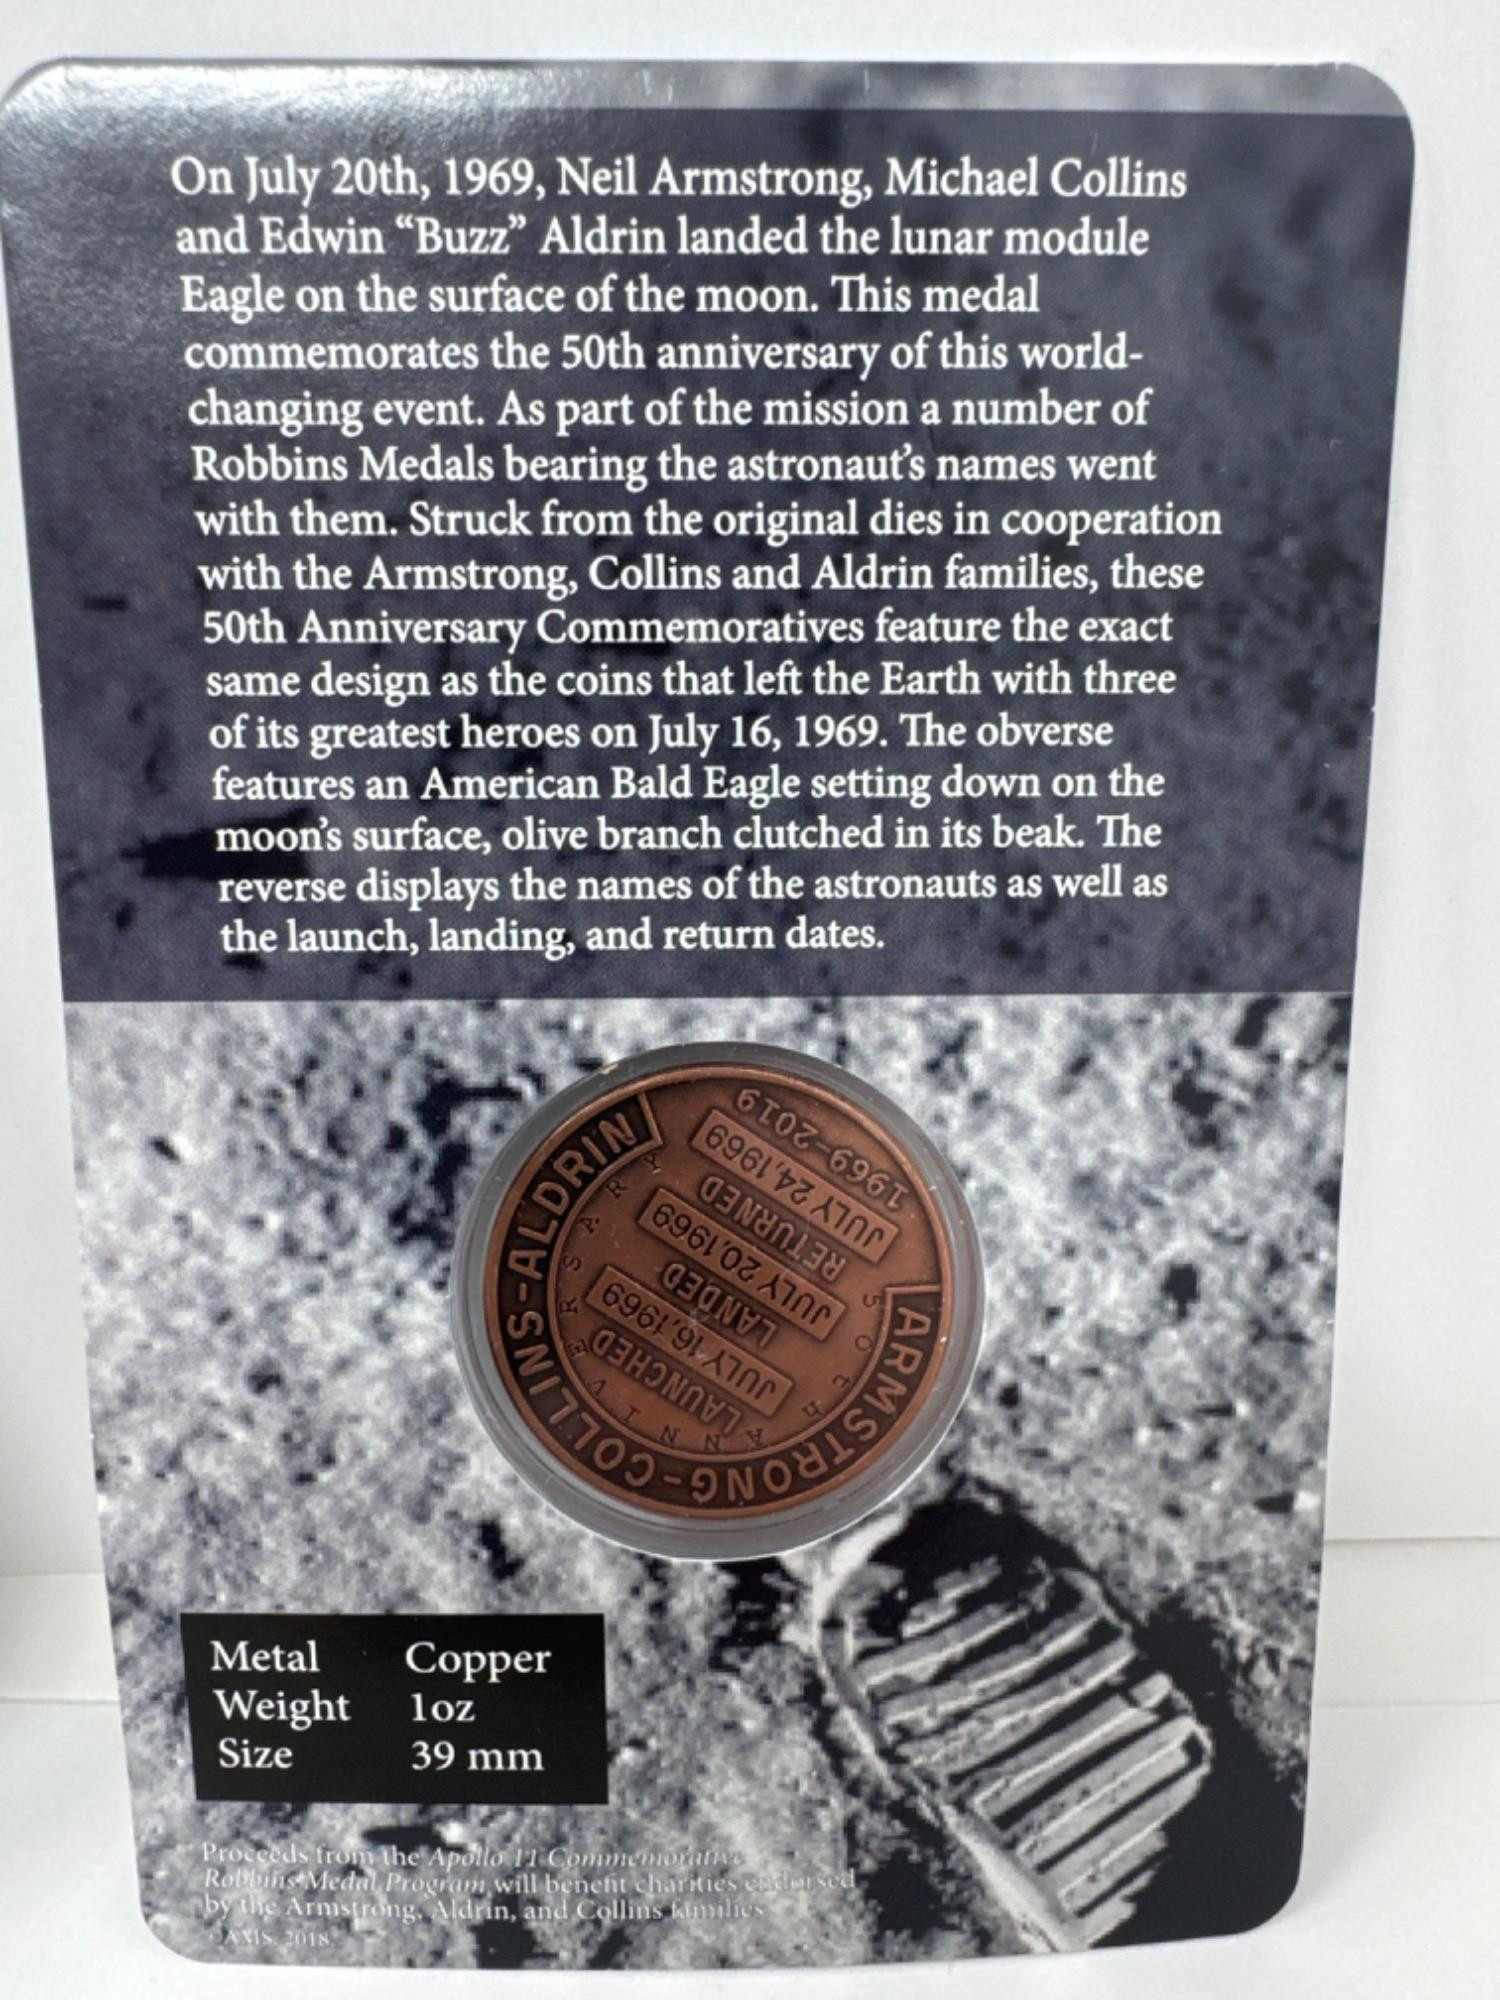 On July 20th, 1969, Neil Armstrong, Michael Collins
and Edwin “Buzz” Aldrin landed the lunar module
Eagle on the surface of the moon. This medal
commemorates the 50th anniversary of this world-
changing event. As part of the mission a number of
Robbins Medals bearing the astronaut’s names went
with them. Struck from the original dies in cooperation
with the Armstrong, Collins and Aldrin families, these
50th Anniversary Commemoratives feature the exact
same design as the coins that left the Earth with three
of its greatest heroes on July 16, 1969. The obverse
features an American Bald Eagle setting down on the
moon’s surface, olive branch clutched in its beak. The
reverse displays the names of the astronauts as well as
the launch, landing, and return dates.
ARMSTRONG-COLLINS-ALDRIN
50th ANNIVERSARY
LAUNCHED
JULY 16,1969
LANDED
JULY 20,1969
RETURNED
JULY 24,1969
1969-2019
Metal Copper
Weight 1oz
Size 39 mm
Proceeds from the Apollo 11 Commemorative
Robbins Medal Program will benefit charities endorsed
by the Armstrong, Aldrin, and Collins families
©AMS, 2018